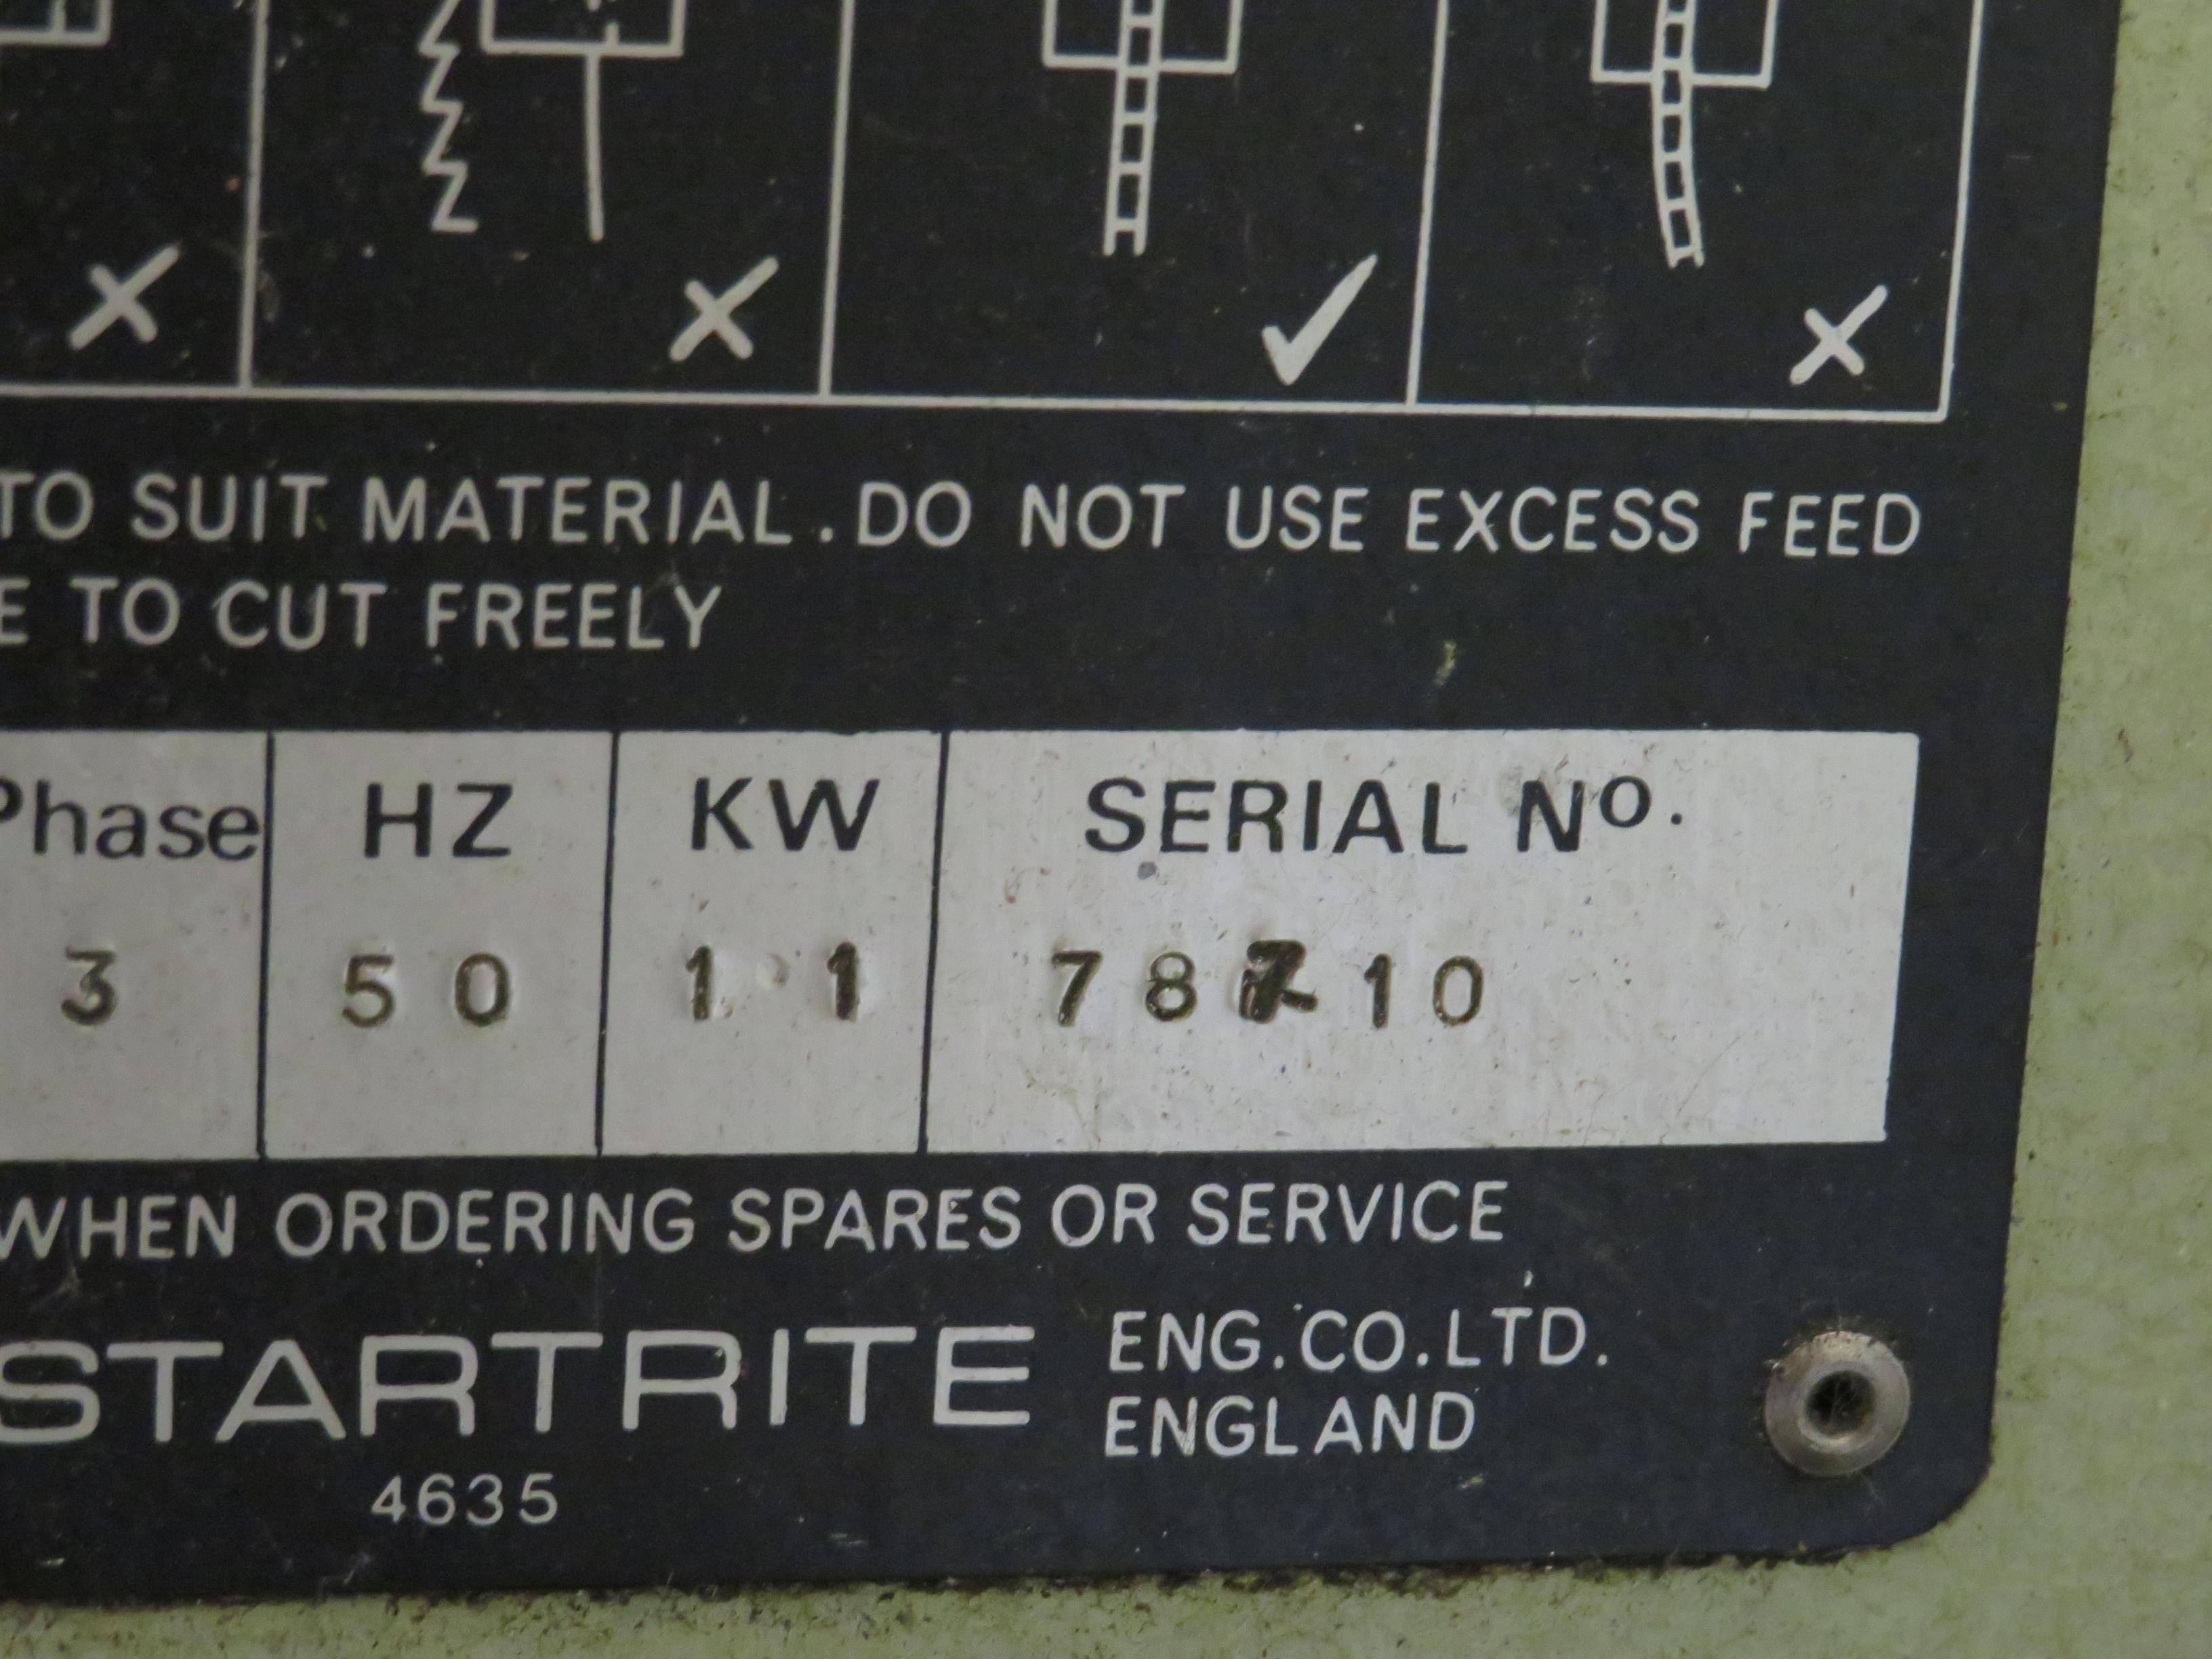 TO SUIT MATERIAL. DO NOT USE EXCESS FEED
E TO CUT FREELY
Phase HZ KW SERIAL No.
3 50 1·1
WHEN ORDERING SPARES OR SERVICE
STARTRITE ENG.CO.LTD.
ENGLAND
4635